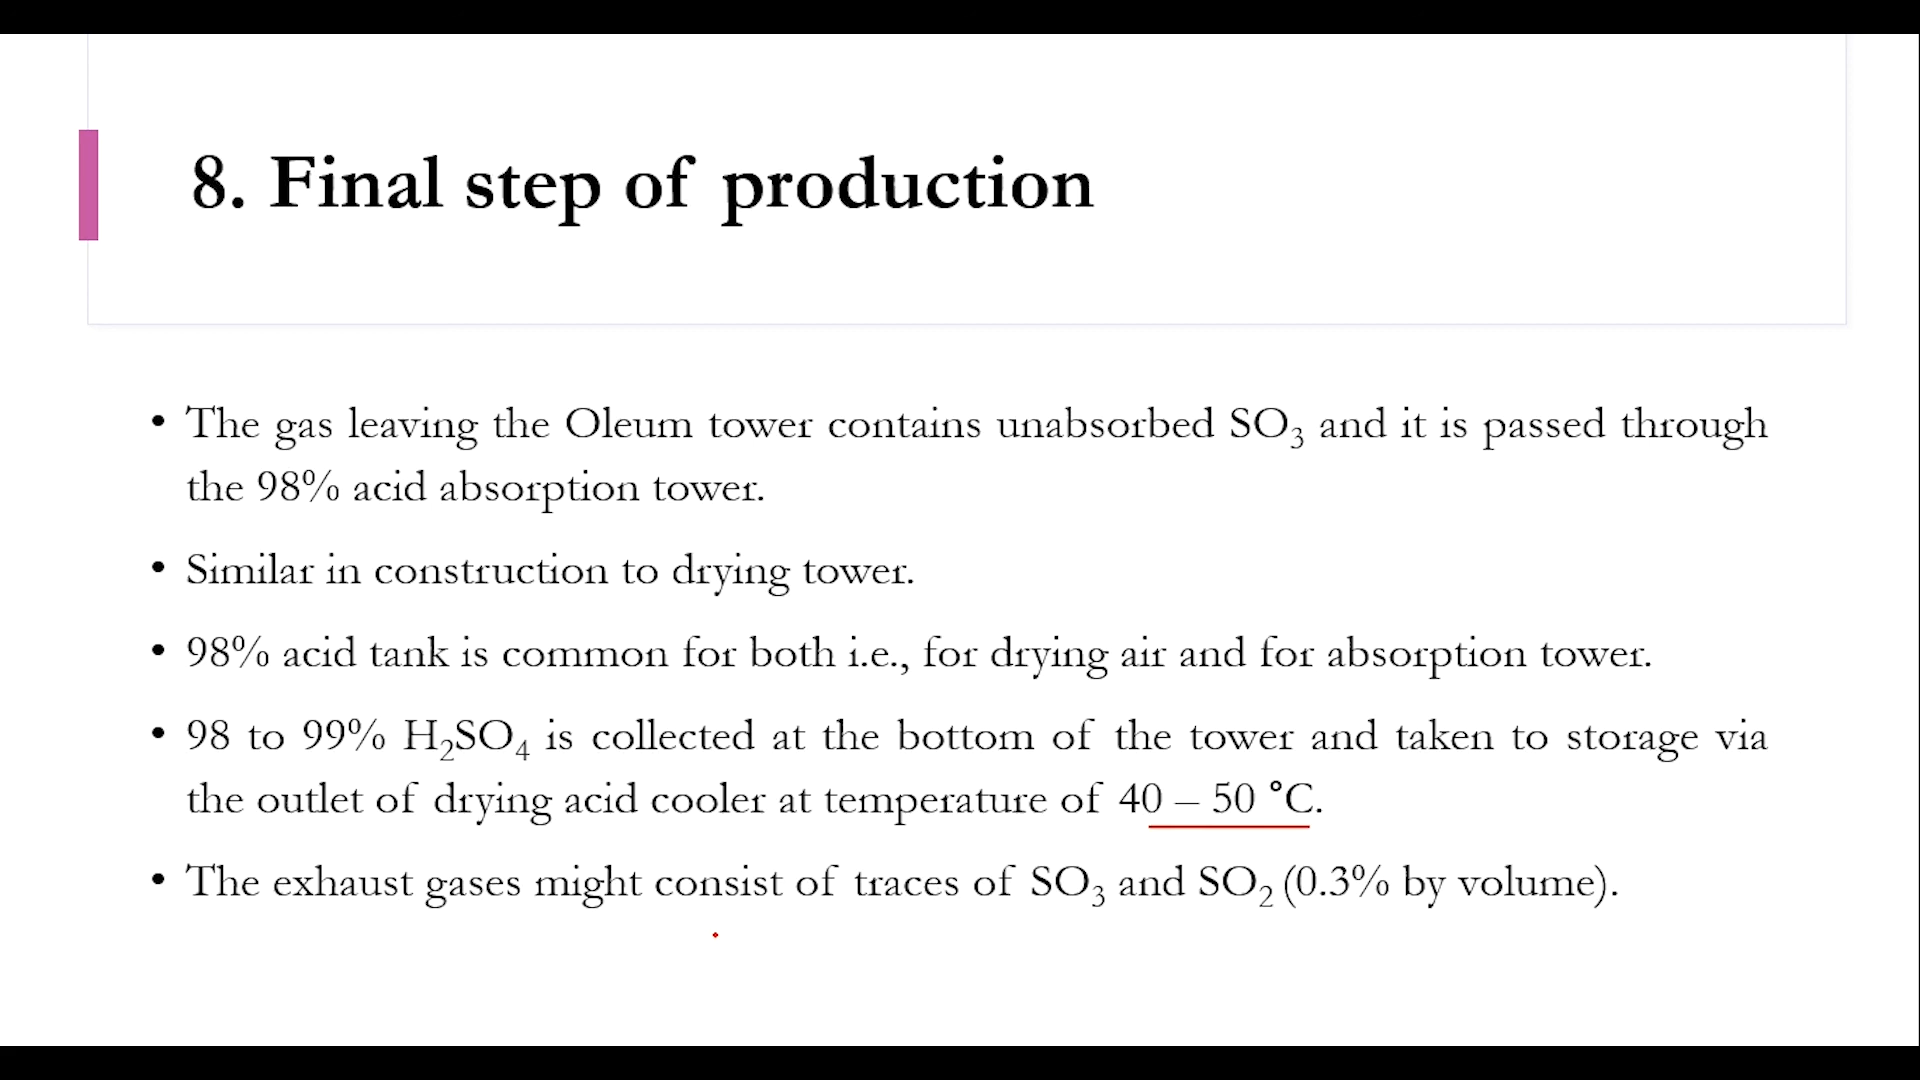 8. Final step of production
• The gas leaving the Oleum tower contains unabsorbed SO₃ and it is passed through
the 98% acid absorption tower.
• Similar in construction to drying tower.
• 98% acid tank is common for both i.e., for drying air and for absorption tower.
• 98 to 99% H₂SO₄ is collected at the bottom of the tower and taken to storage via
the outlet of drying acid cooler at temperature of 40 – 50 °C.
• The exhaust gases might consist of traces of SO₃ and SO₂ (0.3% by volume).